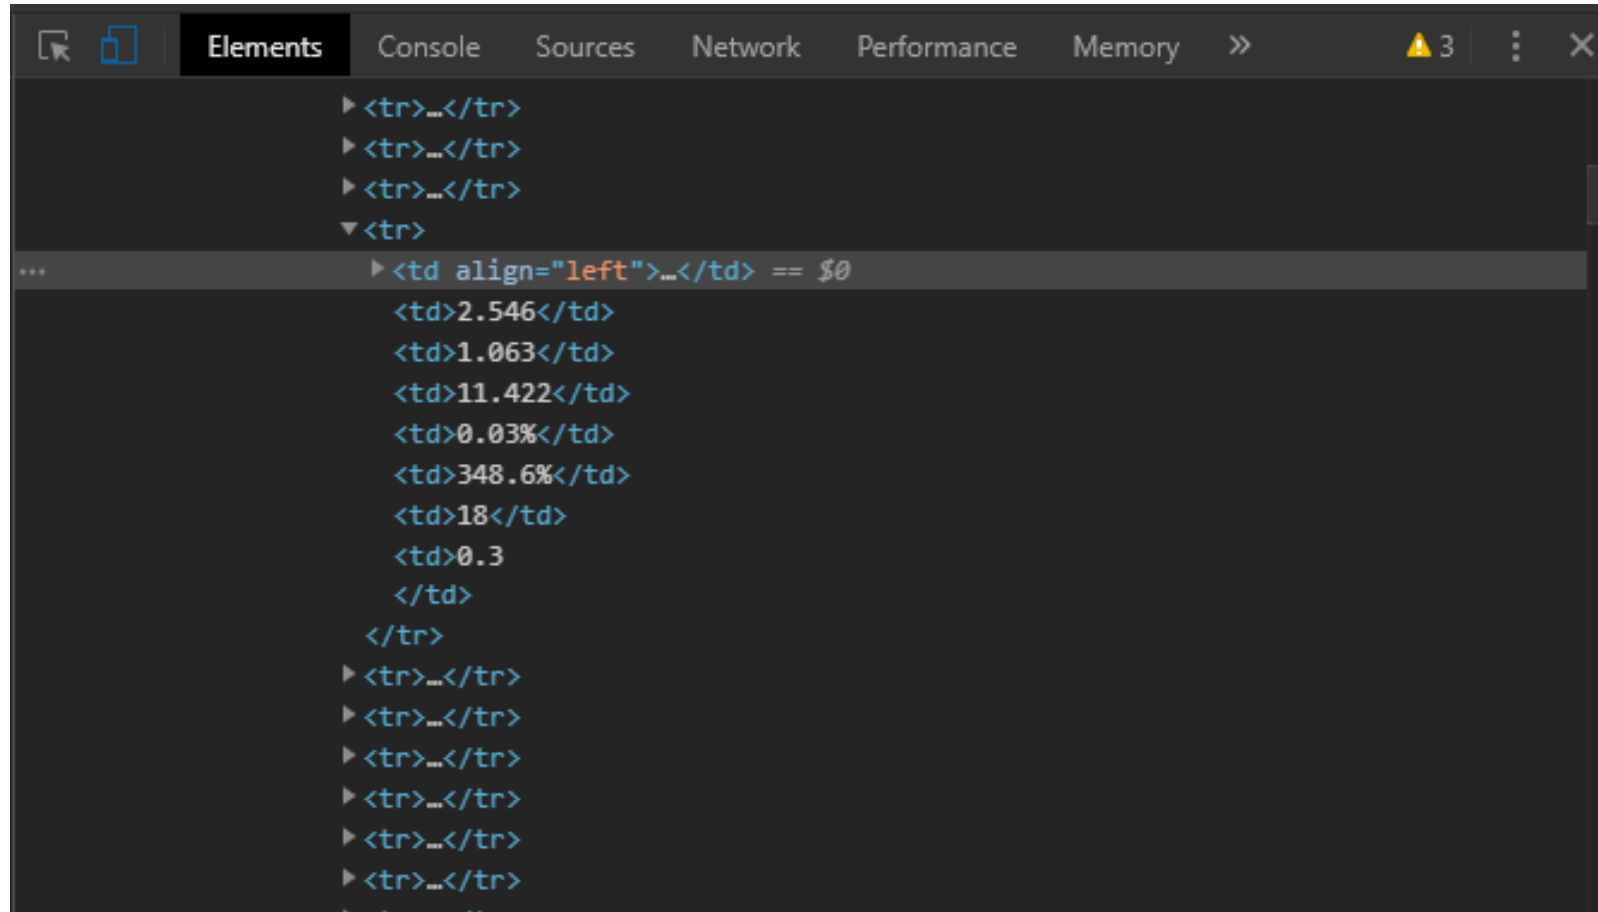 Elements Console Sources Network Performance Memory » 3
<tr>…</tr>
<tr>…</tr>
<tr>…</tr>
<tr>
<td align="left">…</td> == $0
<td>2.546</td>
<td>1.063</td>
<td>11.422</td>
<td>0.03%</td>
<td>348.6%</td>
<td>18</td>
<td>0.3
</td>
</tr>
<tr>…</tr>
<tr>…</tr>
<tr>…</tr>
<tr>…</tr>
<tr>…</tr>
<tr>…</tr>